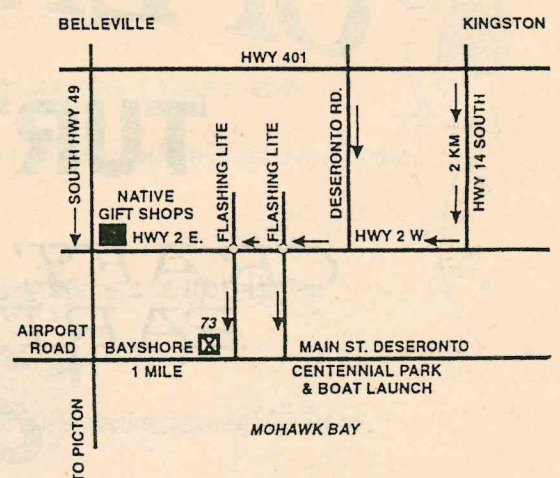 BELLEVILLE
KINGSTON
HWY 401
SOUTH HWY 49
FLASHING LITE
FLASHING LITE
DESERONTO RD.
2 KM
HWY 14 SOUTH
NATIVE
GIFT SHOPS
HWY 2 E.
HWY 2 W.
AIRPORT
ROAD
BAYSHORE
73
MAIN ST. DESERONTO
1 MILE
CENTENNIAL PARK
& BOAT LAUNCH
MOHAWK BAY
TO PICTON